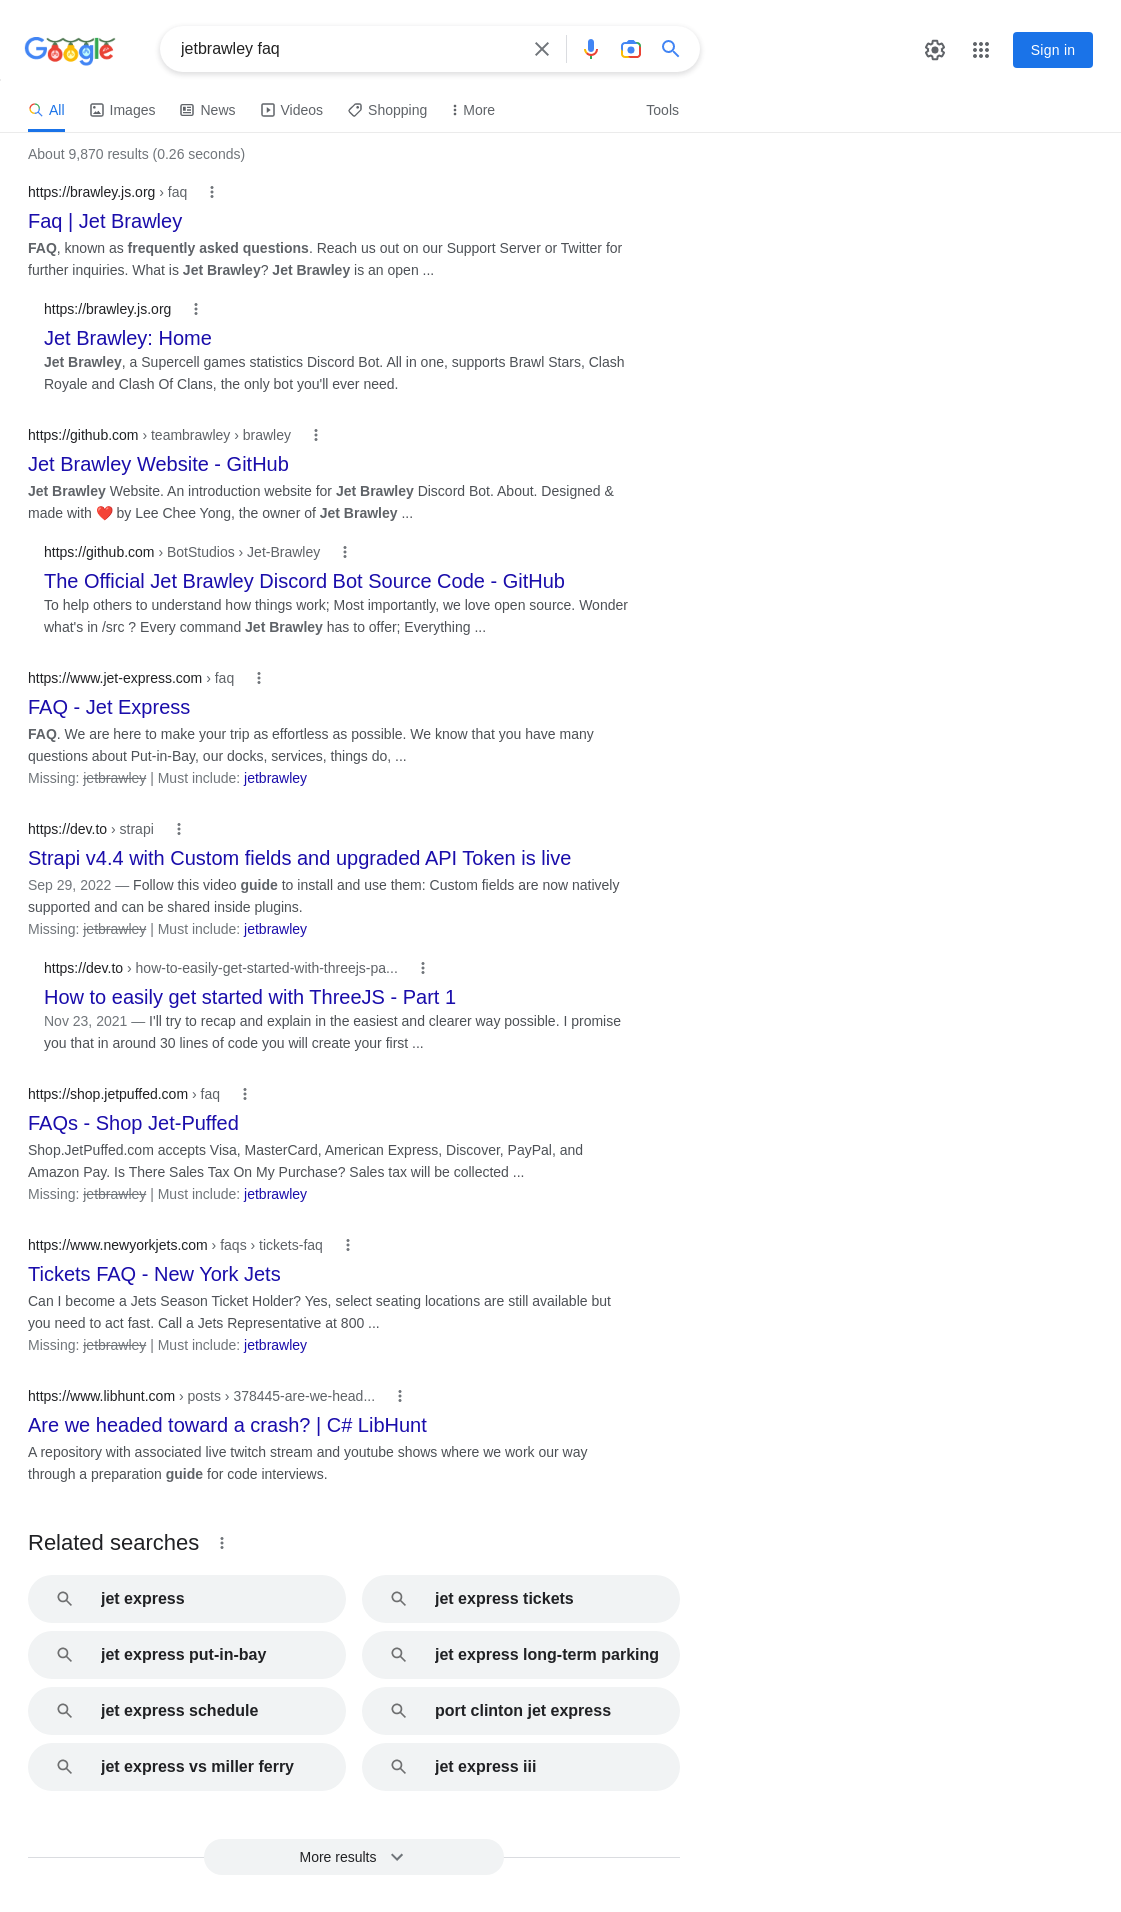 Google
jetbrawley faq
Sign in
All Images News Videos Shopping More Tools
About 9,870 results (0.26 seconds)
https://brawley.js.org › faq
Faq | Jet Brawley
FAQ, known as frequently asked questions. Reach us out on our Support Server or Twitter for
further inquiries. What is Jet Brawley? Jet Brawley is an open ...
https://brawley.js.org
Jet Brawley: Home
Jet Brawley, a Supercell games statistics Discord Bot. All in one, supports Brawl Stars, Clash
Royale and Clash Of Clans, the only bot you'll ever need.
https://github.com › teambrawley › brawley
Jet Brawley Website - GitHub
Jet Brawley Website. An introduction website for Jet Brawley Discord Bot. About. Designed &
made with ❤️ by Lee Chee Yong, the owner of Jet Brawley ...
https://github.com › BotStudios › Jet-Brawley
The Official Jet Brawley Discord Bot Source Code - GitHub
To help others to understand how things work; Most importantly, we love open source. Wonder
what's in /src ? Every command Jet Brawley has to offer; Everything ...
https://www.jet-express.com › faq
FAQ - Jet Express
FAQ. We are here to make your trip as effortless as possible. We know that you have many
questions about Put-in-Bay, our docks, services, things do, ...
Missing: jetbrawley | Must include: jetbrawley
https://dev.to › strapi
Strapi v4.4 with Custom fields and upgraded API Token is live
Sep 29, 2022 — Follow this video guide to install and use them: Custom fields are now natively
supported and can be shared inside plugins.
Missing: jetbrawley | Must include: jetbrawley
https://dev.to › how-to-easily-get-started-with-threejs-pa...
How to easily get started with ThreeJS - Part 1
Nov 23, 2021 — I'll try to recap and explain in the easiest and clearer way possible. I promise
you that in around 30 lines of code you will create your first ...
https://shop.jetpuffed.com › faq
FAQs - Shop Jet-Puffed
Shop.JetPuffed.com accepts Visa, MasterCard, American Express, Discover, PayPal, and
Amazon Pay. Is There Sales Tax On My Purchase? Sales tax will be collected ...
Missing: jetbrawley | Must include: jetbrawley
https://www.newyorkjets.com › faqs › tickets-faq
Tickets FAQ - New York Jets
Can I become a Jets Season Ticket Holder? Yes, select seating locations are still available but
you need to act fast. Call a Jets Representative at 800 ...
Missing: jetbrawley | Must include: jetbrawley
https://www.libhunt.com › posts › 378445-are-we-head...
Are we headed toward a crash? | C# LibHunt
A repository with associated live twitch stream and youtube shows where we work our way
through a preparation guide for code interviews.
Related searches
jet express
jet express tickets
jet express put-in-bay
jet express long-term parking
jet express schedule
port clinton jet express
jet express vs miller ferry
jet express iii
More results